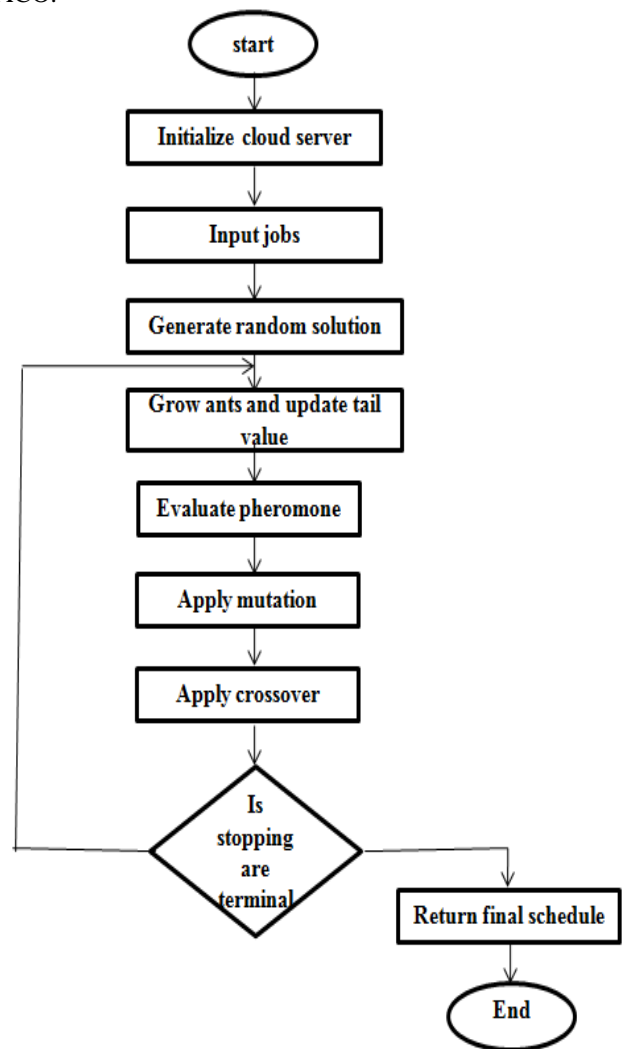 start
Initialize cloud server
Input jobs
Generate random solution
Grow ants and update tail
value
Evaluate pheromone
Apply mutation
Apply crossover
Is
stopping
are
terminal
Return final schedule
End